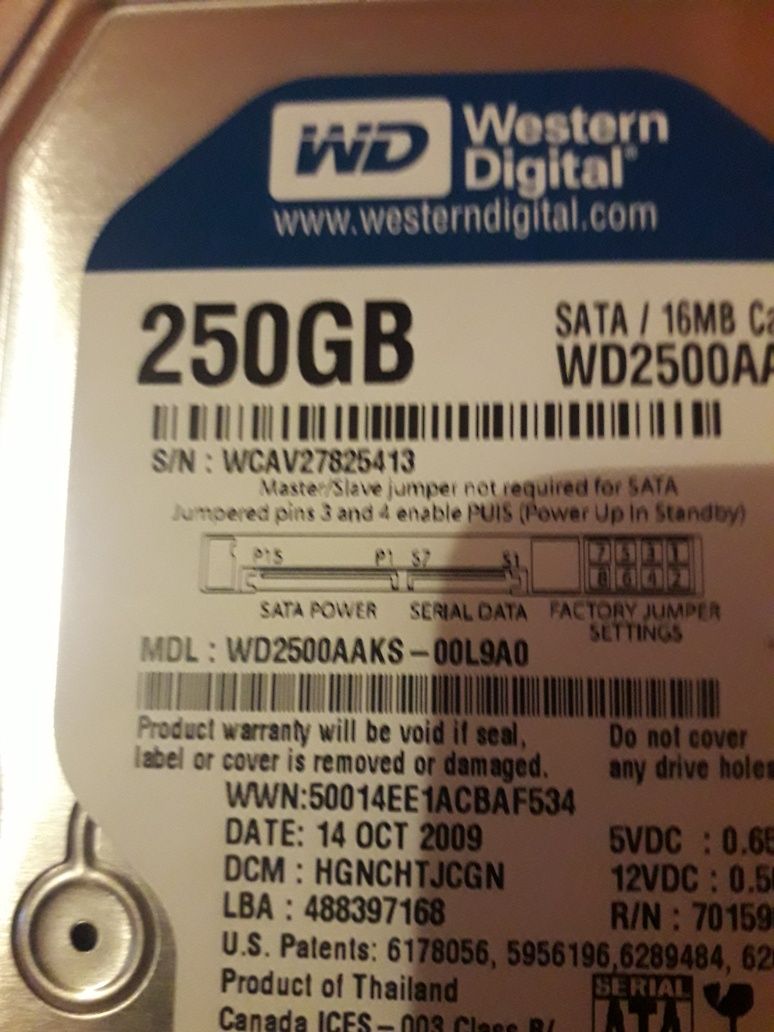 WD Western Digital®
www.westerndigital.com
250GB
SATA / 16MB Ca
WD2500AA
S/N : WCAV27825413
Master/Slave jumper not required for SATA
Jumpered pins 3 and 4 enable PUIS (Power Up In Standby)
P15 P1 S7 S1 7 5 3 1
8 6 4 2
SATA POWER SERIAL DATA FACTORY JUMPER
SETTINGS
MDL : WD2500AAKS – 00L9A0
Product warranty will be void if seal,
label or cover is removed or damaged.
Do not cover
any drive holes
WWN:50014EE1ACBAF534
DATE: 14 OCT 2009
DCM : HGNCHTJCGN
LBA : 488397168
5VDC : 0.65
12VDC : 0.5
R/N : 70159
U.S. Patents: 6178056, 5956196,6289484, 62
Product of Thailand
Canada ICES – 003 Class B/
SERIAL
ATA